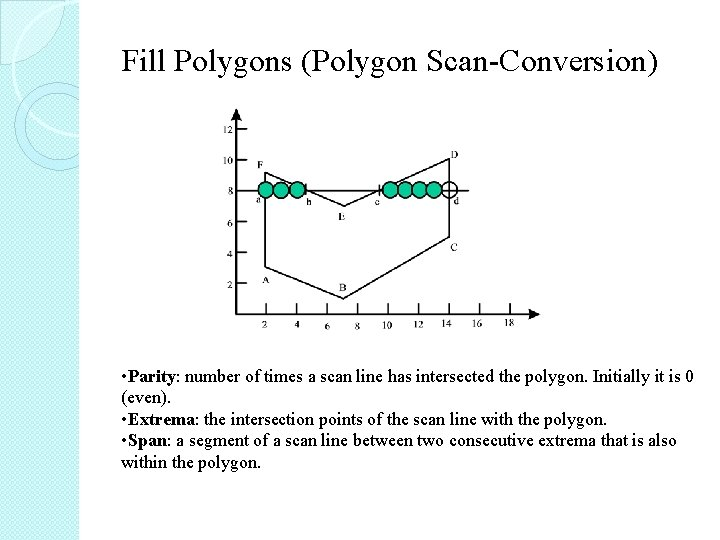 Fill Polygons (Polygon Scan-Conversion)
12
10
F
D
8
a
h
c
d
E
6
C
4
A
B
2
2 4 6 8 10 12 14 16 18
• Parity: number of times a scan line has intersected the polygon. Initially it is 0
(even).
• Extrema: the intersection points of the scan line with the polygon.
• Span: a segment of a scan line between two consecutive extrema that is also
within the polygon.